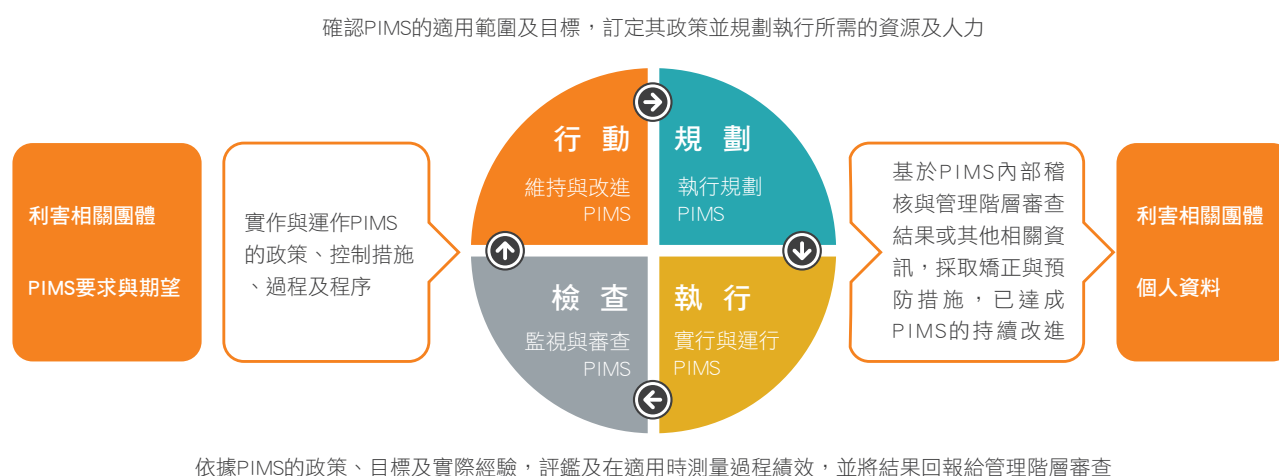 確認PIMS的適用範圍及目標，訂定其政策並規劃執行所需的資源及人力
利害相關團體
PIMS要求與期望
實作與運作PIMS
的政策、控制措施
、過程及程序
行動
維持與改進
PIMS
規劃
執行規劃
PIMS
檢查
監視與審查
PIMS
執行
實行與運行
PIMS
基於PIMS內部稽
核與管理階層審查
結果或其他相關資
訊，採取矯正與預
防措施，已達成
PIMS的持續改進
利害相關團體
個人資料
依據PIMS的政策、目標及實際經驗，評鑑及在適用時測量過程績效，並將結果回報給管理階層審查